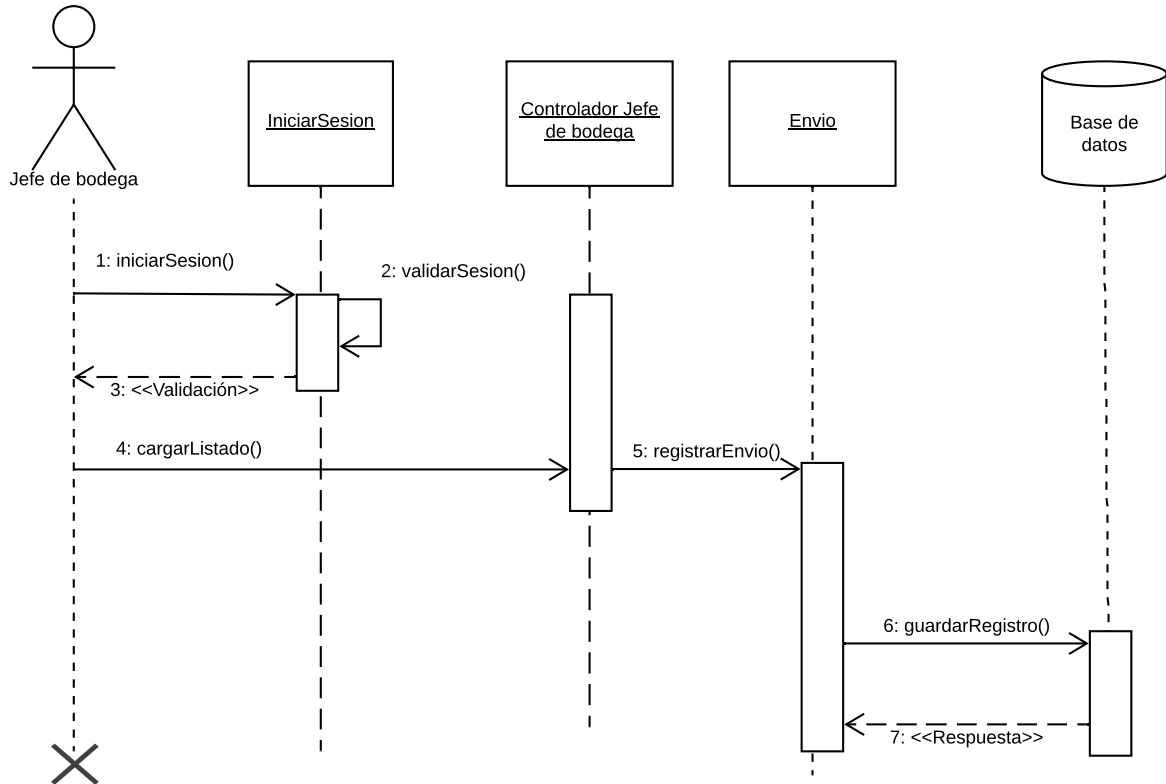 IniciarSesion
Controlador Jefe
de bodega
Envio
Base de
datos
Jefe de bodega
1: iniciarSesion()
2: validarSesion()
3: <<Validación>>
4: cargarListado()
5: registrarEnvio()
6: guardarRegistro()
7: <<Respuesta>>